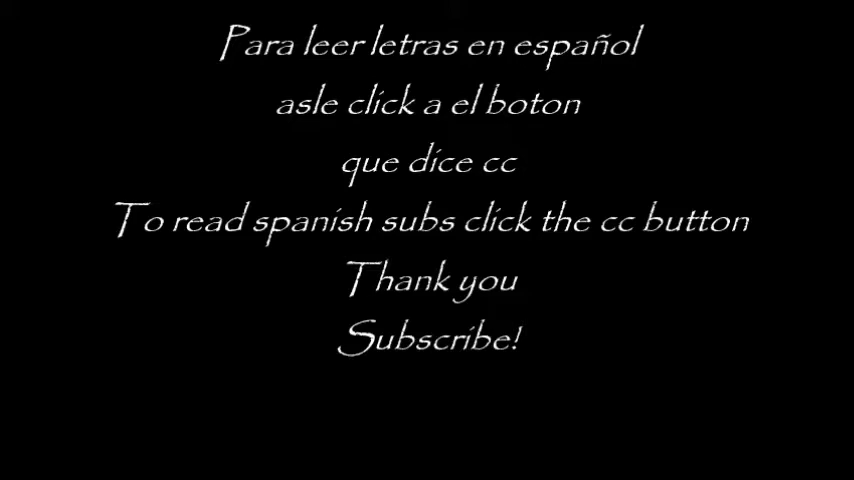 Para leer letras en español
asle click a el boton
que dice cc
To read spanish subs click the cc button
Thank you
Subscribe!